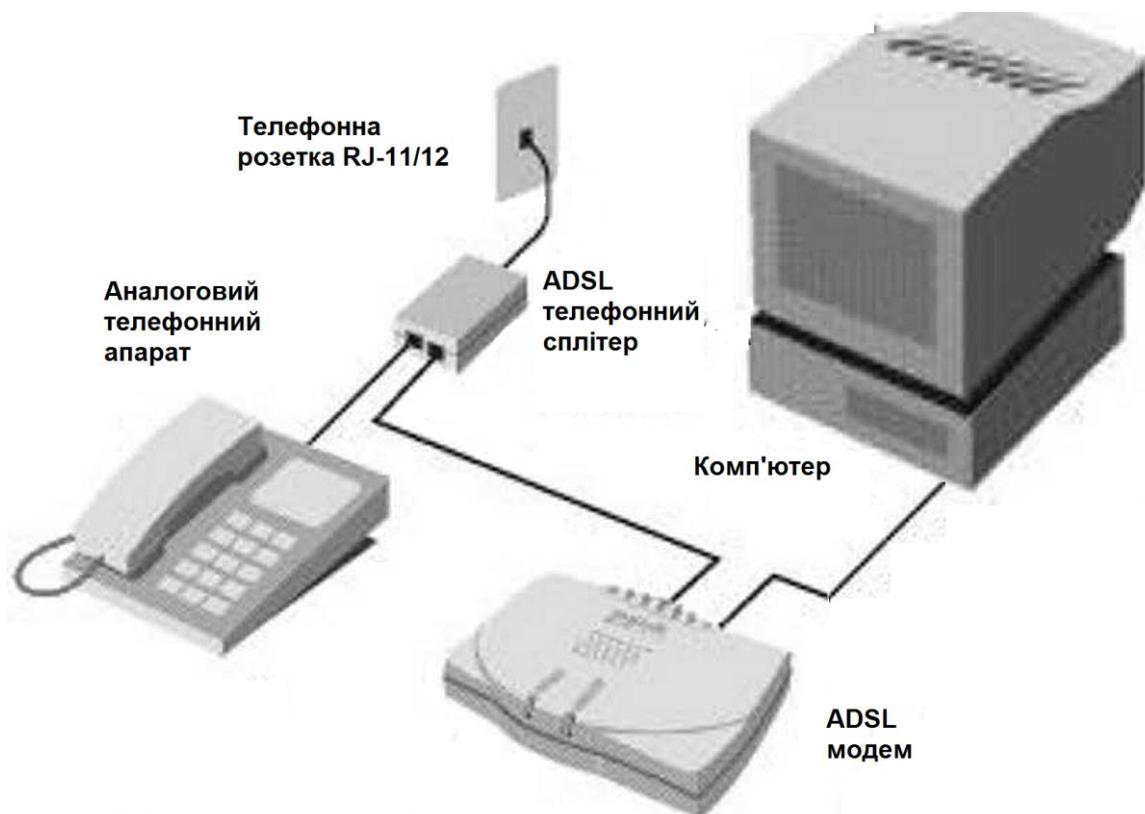 Телефонна
розетка RJ-11/12
Аналоговий
телефонний
апарат
ADSL
телефонний
сплітер
Комп'ютер
ADSL
модем